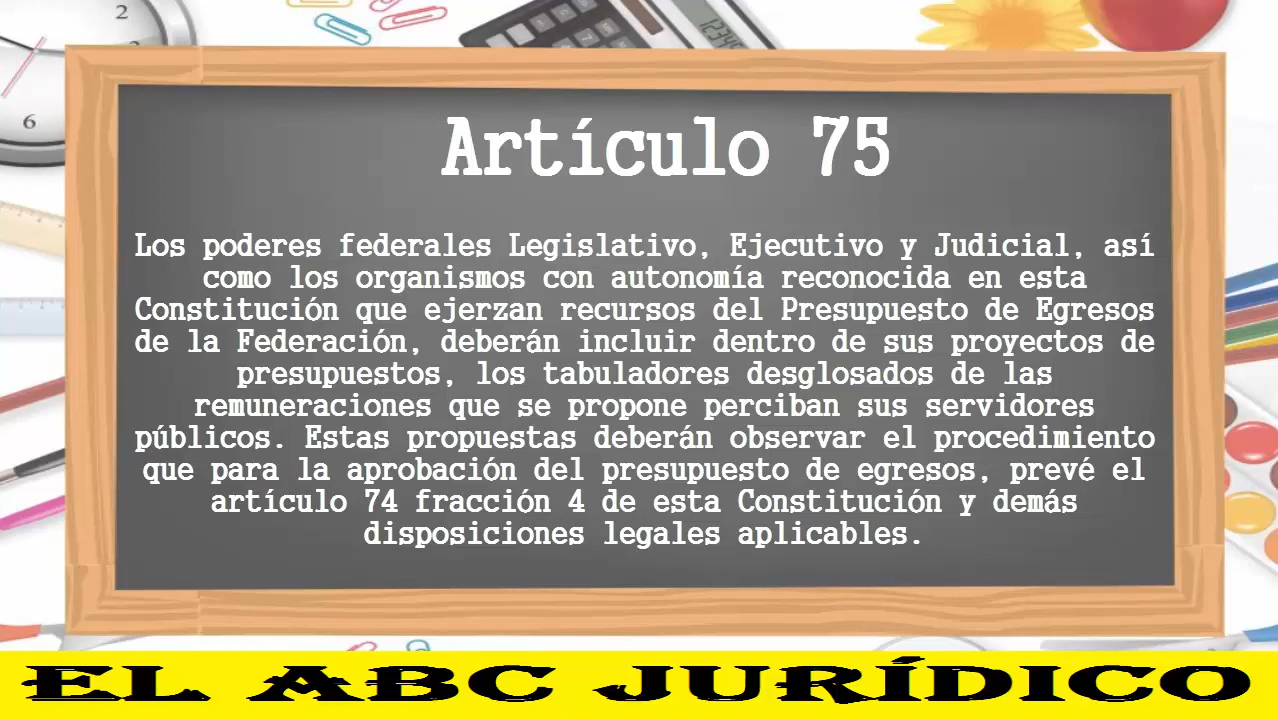 Artículo 75
Los poderes federales Legislativo, Ejecutivo y Judicial, así
como los organismos con autonomía reconocida en esta
Constitución que ejerzan recursos del Presupuesto de Egresos
de la Federación, deberán incluir dentro de sus proyectos de
presupuestos, los tabuladores desglosados de las
remuneraciones que se propone perciban sus servidores
públicos. Estas propuestas deberán observar el procedimiento
que para la aprobación del presupuesto de egresos, prevé el
artículo 74 fracción 4 de esta Constitución y demás
disposiciones legales aplicables.
EL ABC JURÍDICO
2
6